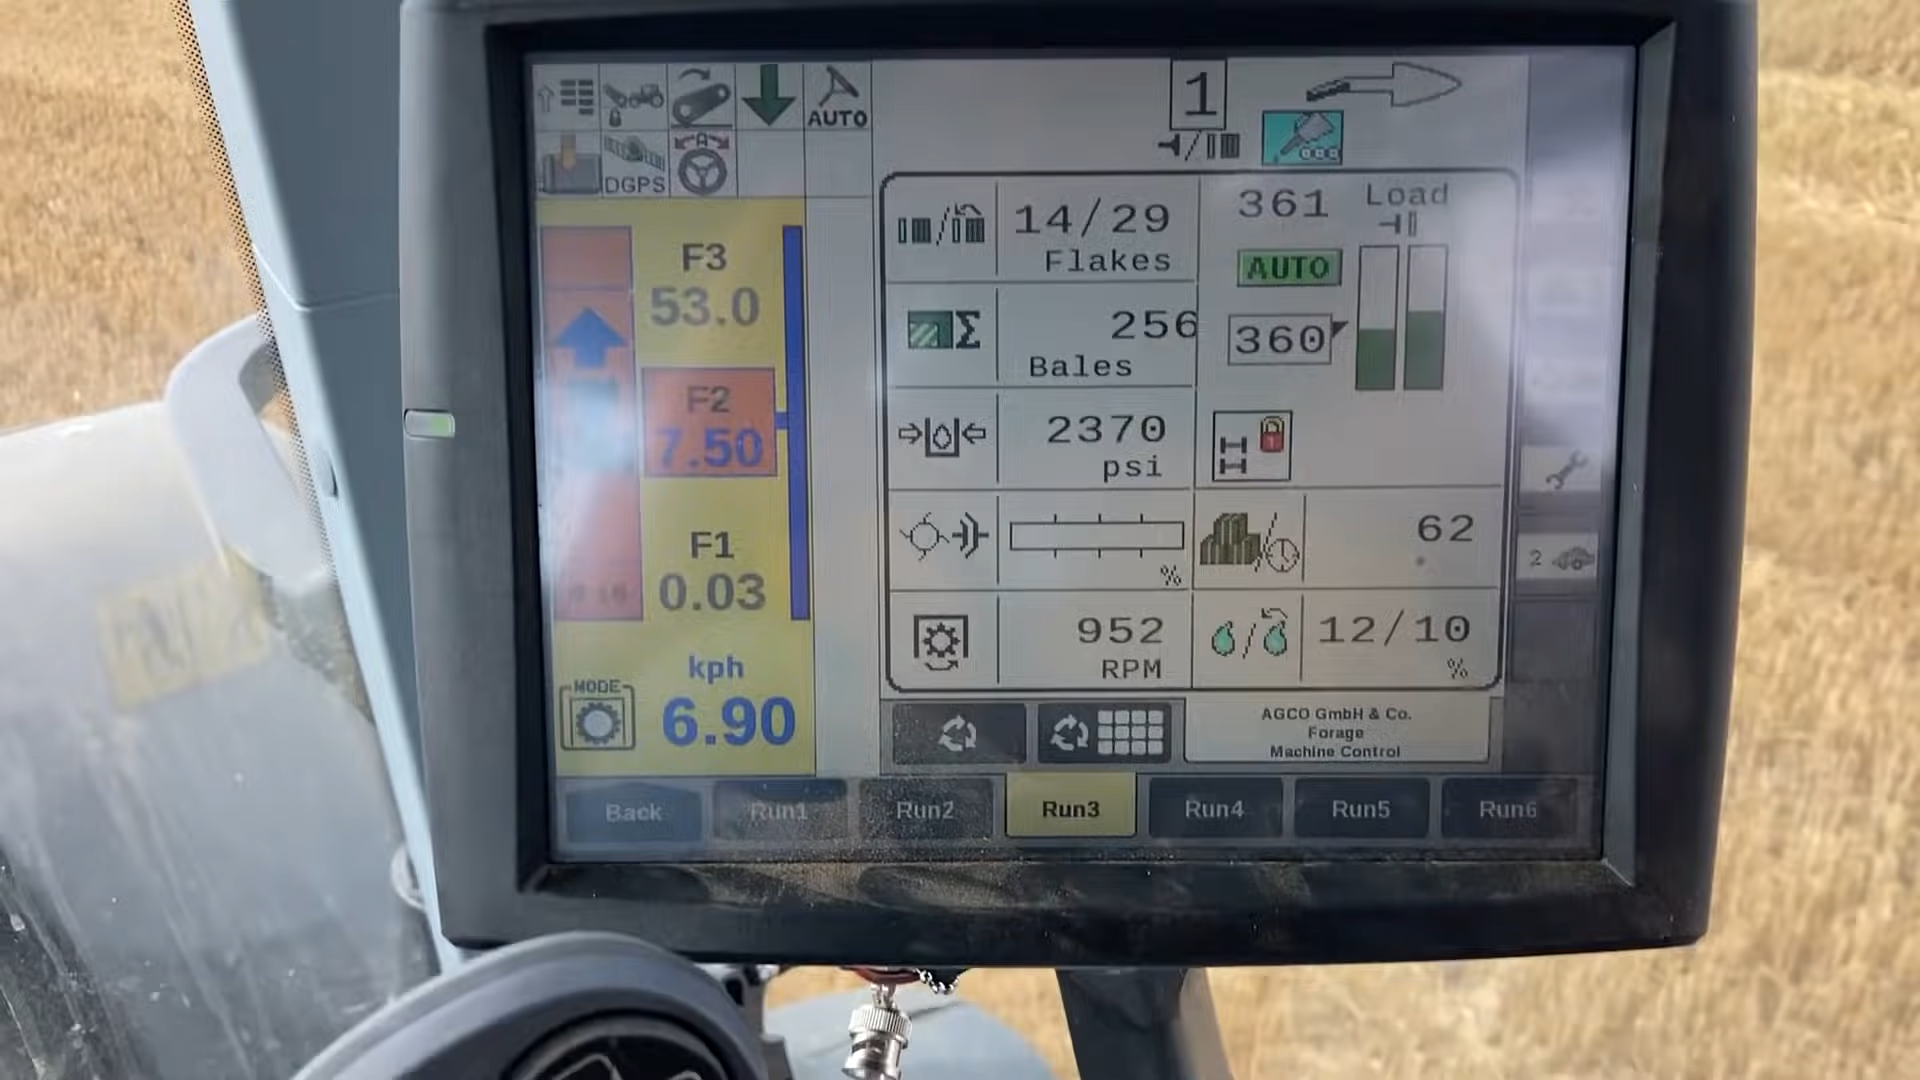 1
AUTO
DGPS
A
F3
53.0
F2
7.50
F1
0.03
kph
6.90
MODE
14/29
Flakes
361
Load
AUTO
256
Bales
360
2370
psi
%
62
952
RPM
12/10
%
2
AGCO GmbH & Co.
Forage
Machine Control
Back
Run1
Run2
Run3
Run4
Run5
Run6